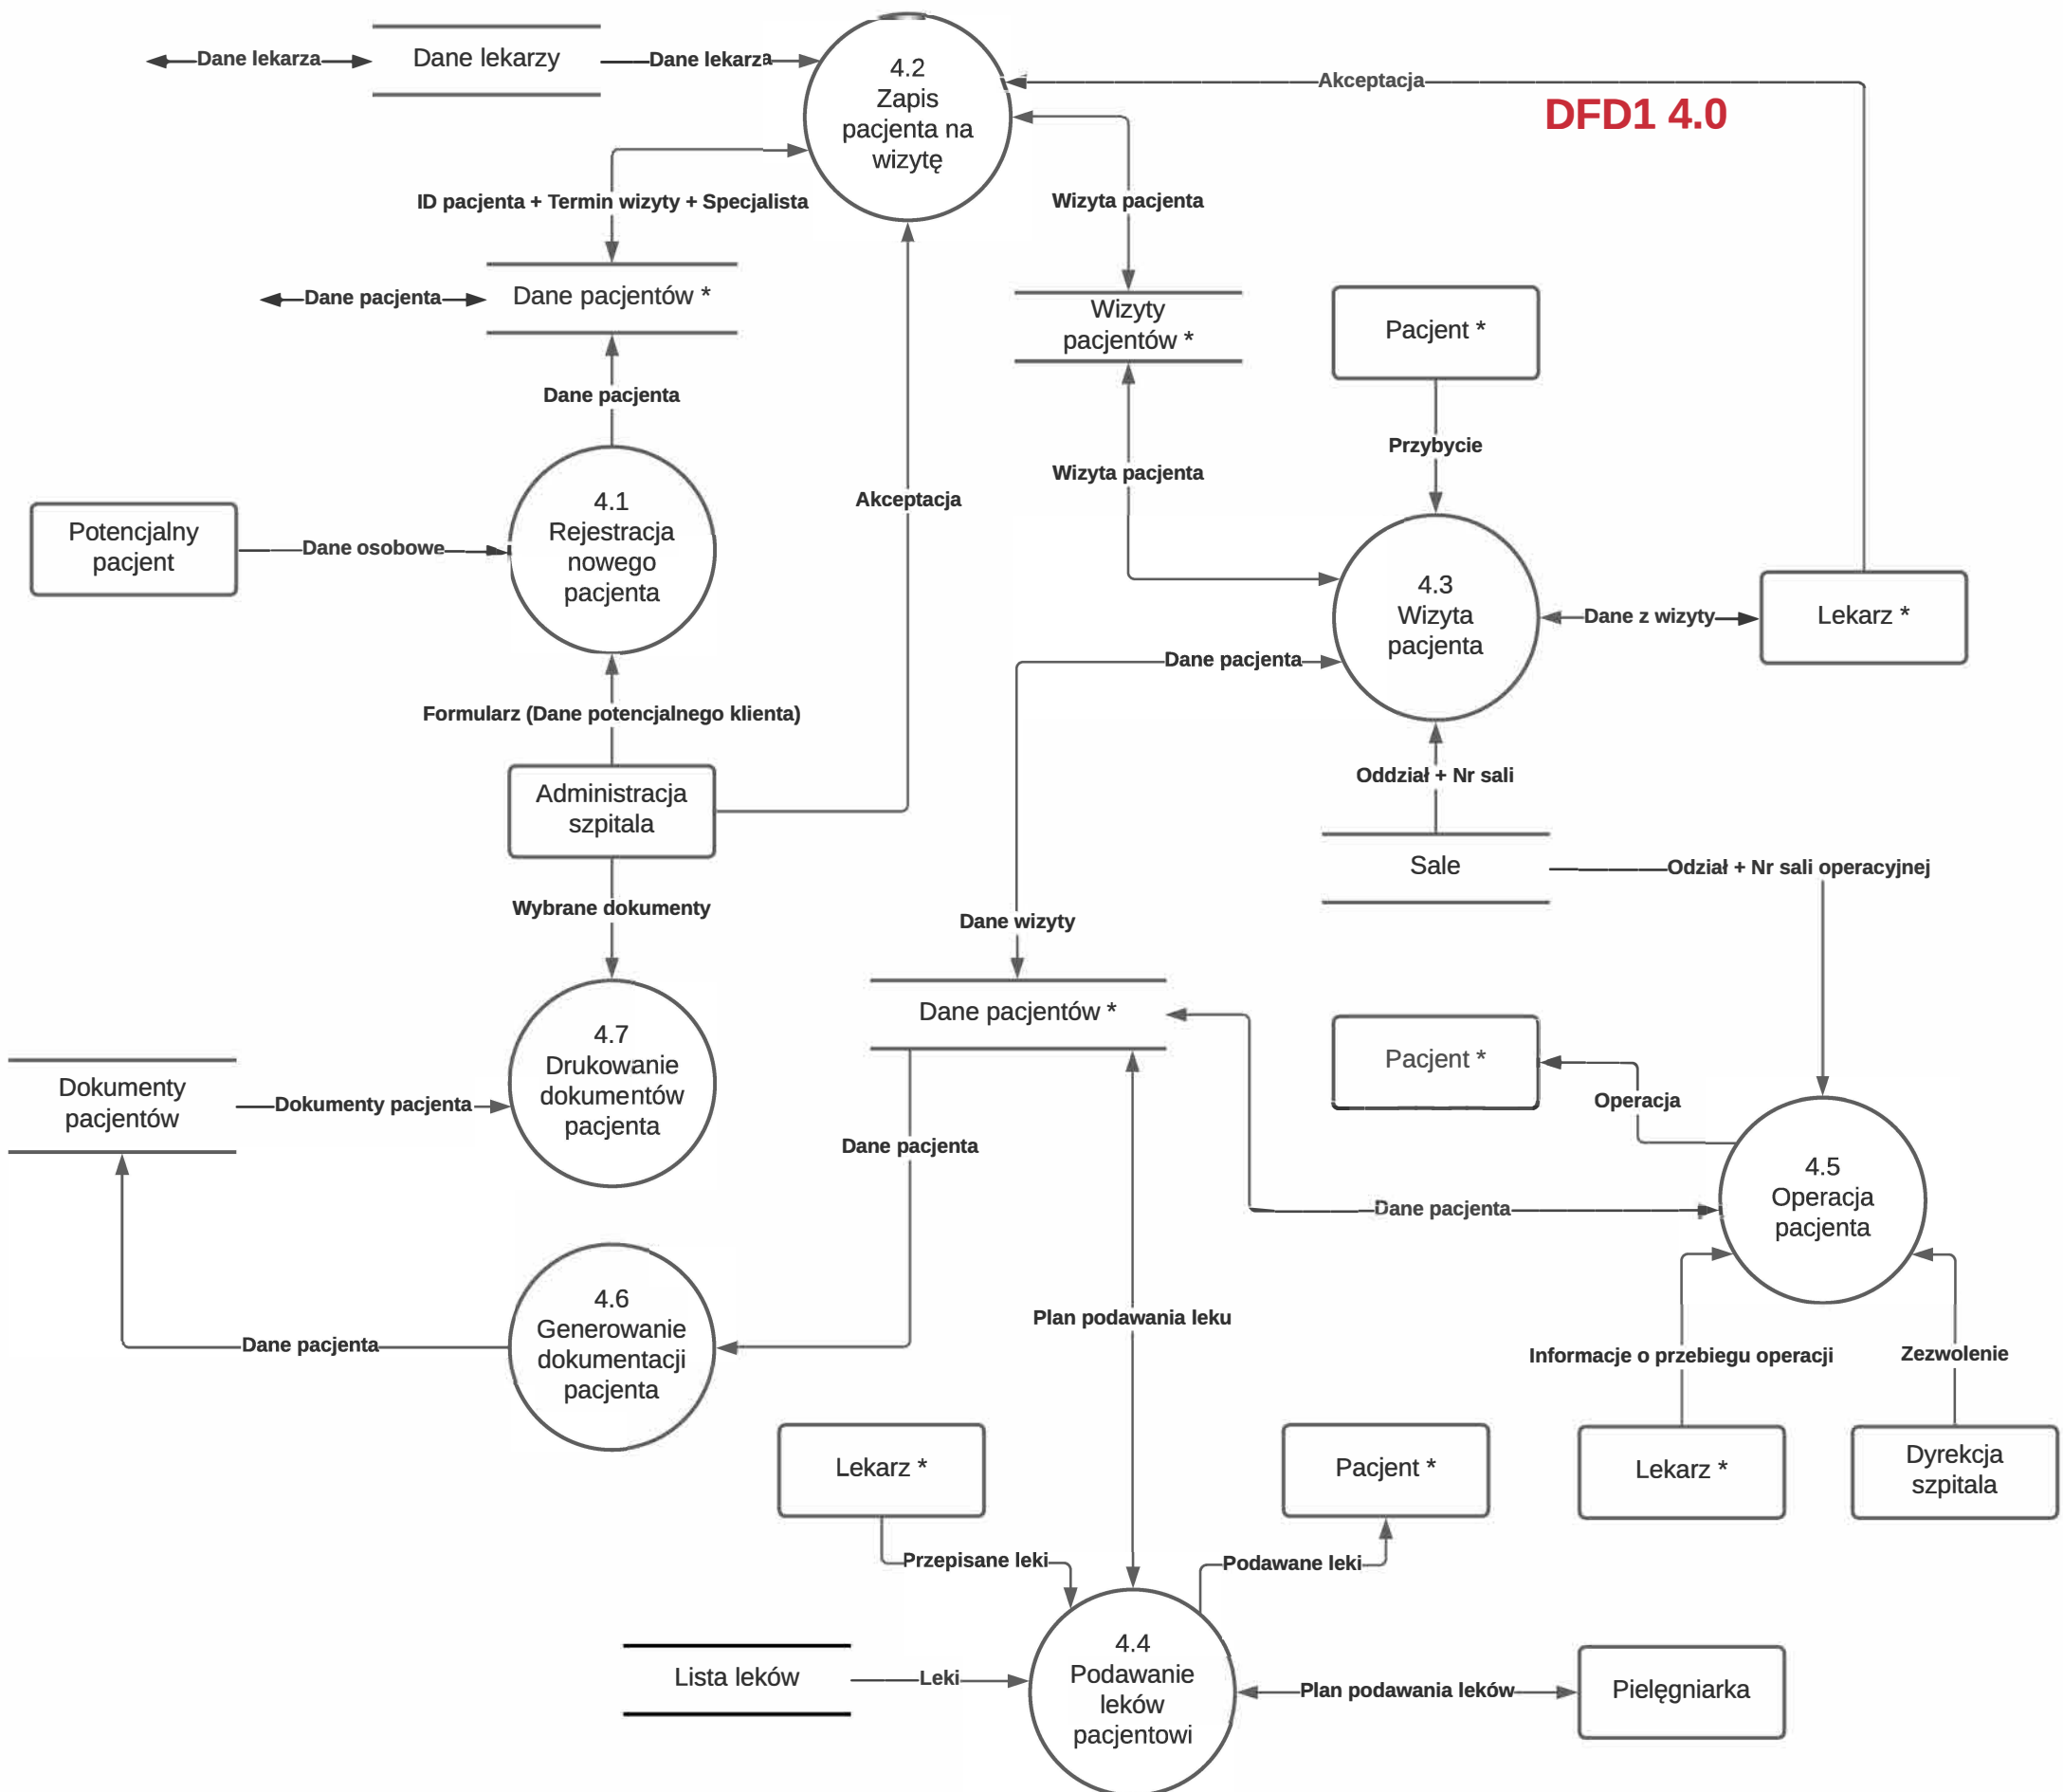 Dane lekarza
Dane lekarzy
Dane lekarza
4.2
Zapis
pacjenta na
wizytę
Akceptacja
DFD1 4.0
ID pacjenta + Termin wizyty + Specjalista
Wizyta pacjenta
Dane pacjenta
Dane pacjentów *
Wizyty
pacjentów *
Pacjent *
Dane pacjenta
Przybycie
Wizyta pacjenta
Akceptacja
Potencjalny
pacjent
Dane osobowe
4.1
Rejestracja
nowego
pacjenta
4.3
Wizyta
pacjenta
Dane z wizyty
Lekarz *
Dane pacjenta
Formularz (Dane potencjalnego klienta)
Oddział + Nr sali
Administracja
szpitala
Sale
Odział + Nr sali operacyjnej
Wybrane dokumenty
Dane wizyty
Dane pacjentów *
4.7
Drukowanie
dokumentów
pacjenta
Pacjent *
Operacja
Dokumenty
pacjentów
Dokumenty pacjenta
Dane pacjenta
4.5
Operacja
pacjenta
Dane pacjenta
4.6
Generowanie
dokumentacji
pacjenta
Dane pacjenta
Plan podawania leku
Informacje o przebiegu operacji
Zezwolenie
Lekarz *
Pacjent *
Lekarz *
Dyrekcja
szpitala
Przepisane leki
Podawane leki
Lista leków
Leki
4.4
Podawanie
leków
pacjentowi
Plan podawania leków
Pielęgniarka